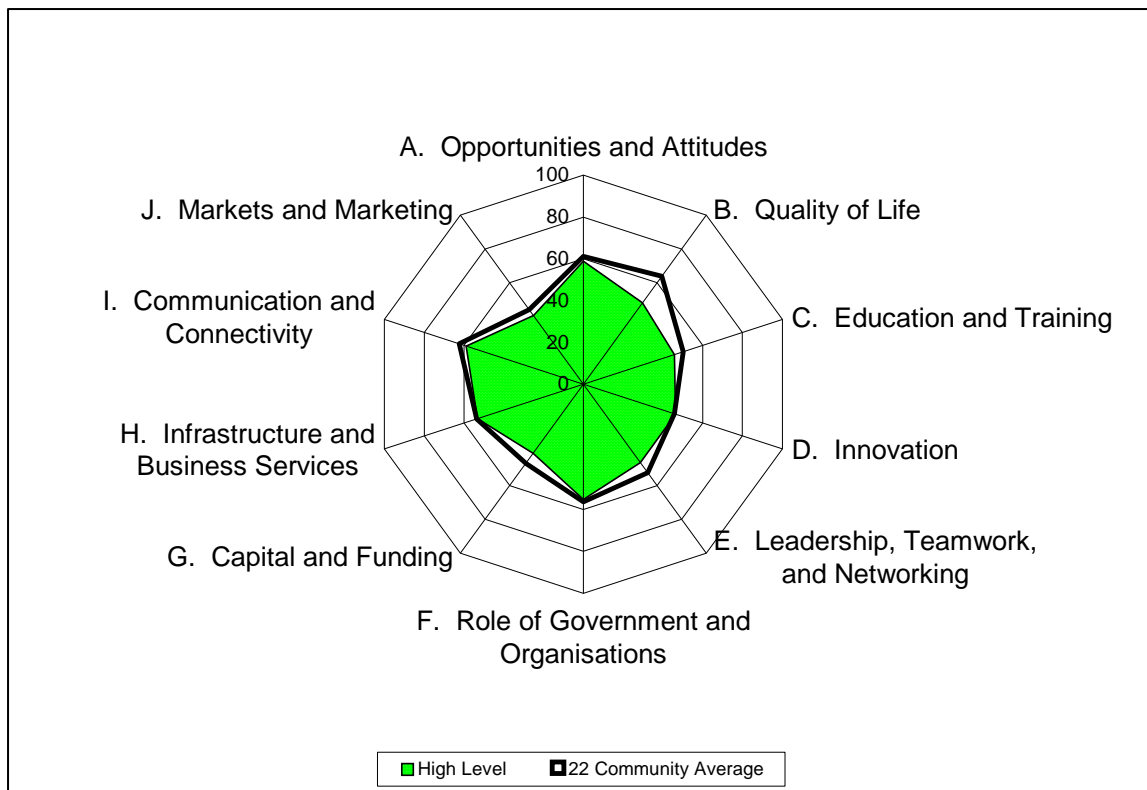 A. Opportunities and Attitudes
100
80
60
40
20
0
B. Quality of Life
C. Education and Training
D. Innovation
E. Leadership, Teamwork,
and Networking
F. Role of Government and
Organisations
G. Capital and Funding
H. Infrastructure and
Business Services
I. Communication and
Connectivity
J. Markets and Marketing
High Level
22 Community Average